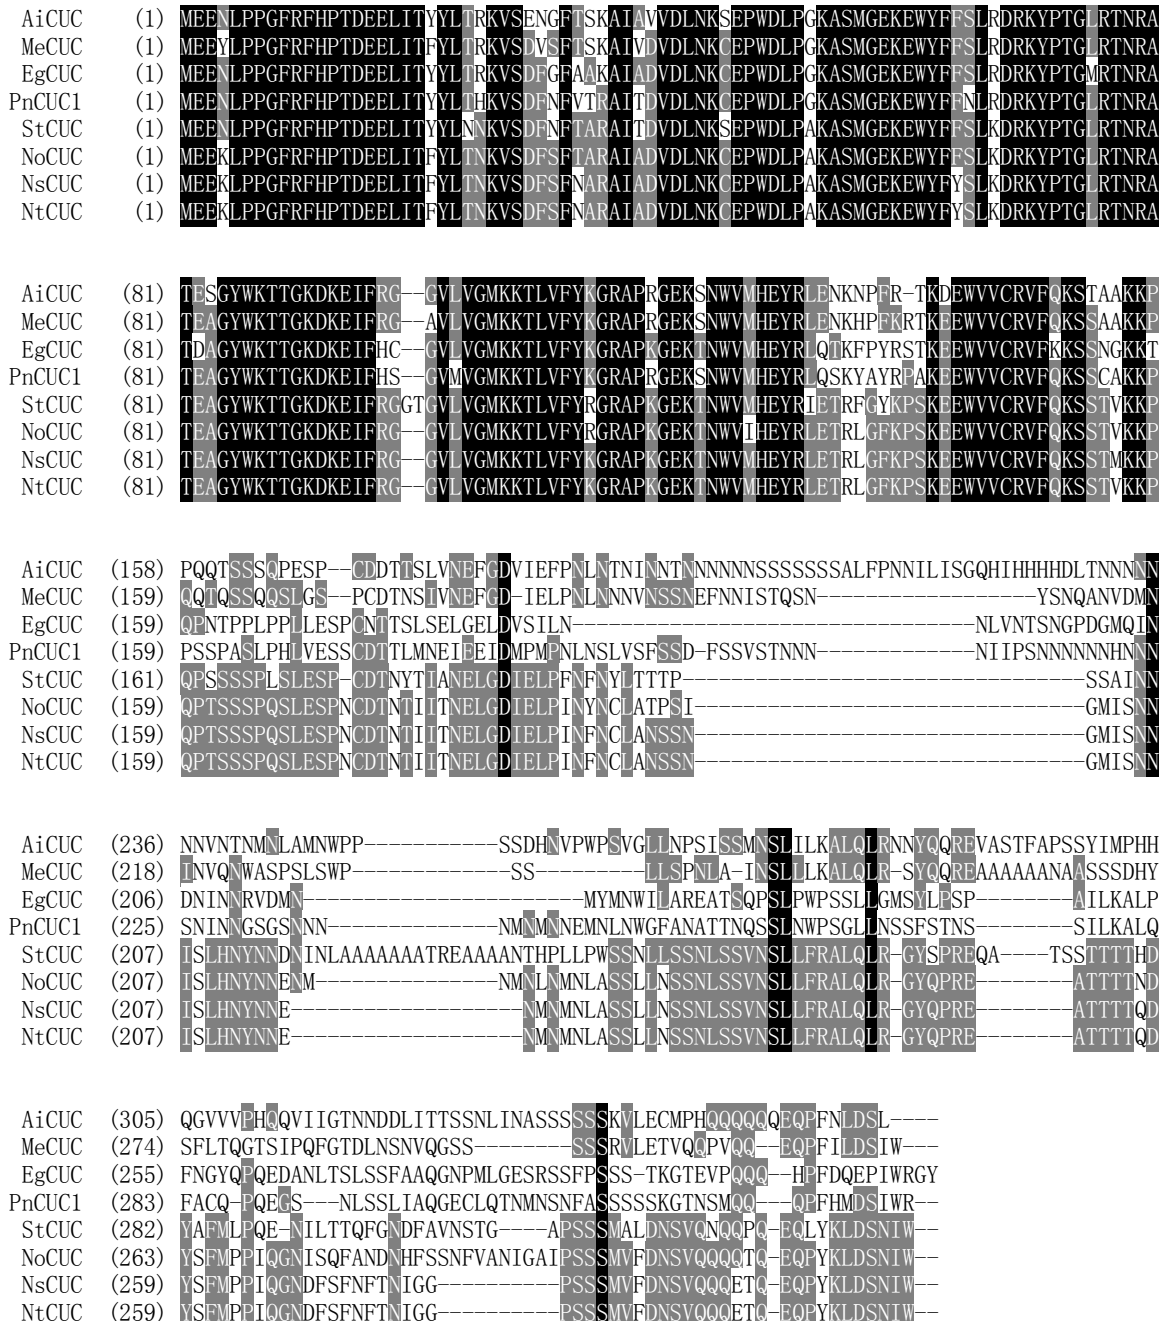 AiCUC (1) MEENLPPGFRFHPTDEELITYYLTRKVSENGFTSKAIAVVDLNKSEPWDLPGKASMGEKEWYFFSLRDRKYPTGLRTNRA
MeCUC (1) MEEYLPPGFRFHPTDEELITFYLTRKVSDVSFTSKAIVDVDLNKCEPWDLPGKASMGEKEWYFFSLRDRKYPTGLRTNRA
EgCUC (1) MEENLPPGFRFHPTDEELITYYLTRKVSDFGFAAKAIADVDLNKCEPWDLPGKASMGEKEWYFFSLRDRKYPTGMRTNRA
PnCUC1 (1) MEENLPPGFRFHPTDEELITYYLTHKVSDFNFVTRAITDVDLNKCEPWDLPGKASMGEKEWYFFNLRDRKYPTGLRTNRA
StCUC (1) MEENLPPGFRFHPTDEELITYYLNNKVSDFNFTARAITDVDLNKSEPWDLPAKASMGEKEWYFFSLKDRKYPTGLRTNRA
NoCUC (1) MEEKLPPGFRFHPTDEELITFYLTNKVSDFSFTARAIADVDLNKCEPWDLPAKASMGEKEWYFFSLKDRKYPTGLRTNRA
NsCUC (1) MEEKLPPGFRFHPTDEELITFYLTNKVSDFSFNARAIADVDLNKCEPWDLPAKASMGEKEWYFYSLKDRKYPTGLRTNRA
NtCUC (1) MEEKLPPGFRFHPTDEELITFYLTNKVSDFSFNARAIADVDLNKCEPWDLPAKASMGEKEWYFYSLKDRKYPTGLRTNRA
AiCUC (81) TESGYWKTTGKDKEIFRG--GVLVGMKKTLVFYKGRAPRGEKSNWVMHEYRLENKNPFR-TKDEWVVCRVFQKSTAAKKP
MeCUC (81) TEAGYWKTTGKDKEIFRG--AVLVGMKKTLVFYKGRAPRGEKSNWVMHEYRLENKHPFKRTKEEWVVCRVFQKSSAAKKP
EgCUC (81) TDAGYWKTTGKDKEIFHC--GVLVGMKKTLVFYKGRAPKGEKTNWVMHEYRLQTKFPYRSTKEEWVVCRVFKKSSNGKKT
PnCUC1 (81) TEAGYWKTTGKDKEIFHS--GVMVGMKKTLVFYKGRAPRGEKSNWVMHEYRLQSKYAYRPAKEEWVVCRVFQKSSCAKKP
StCUC (81) TEAGYWKTTGKDKEIFRGGTGVLVGMKKTLVFYRGRAPKGEKTNWVMHEYRIETRFGYKPSKEEWVVCRVFQKSSTVKKP
NoCUC (81) TEAGYWKTTGKDKEIFRG--GVLVGMKKTLVFYRGRAPKGEKTNWVIHEYRLETRLGFKPSKEEWVVCRVFQKSSTVKKP
NsCUC (81) TEAGYWKTTGKDKEIFRG--GVLVGMKKTLVFYKGRAPKGEKTNWVMHEYRLETRLGFKPSKEEWVVCRVFQKSSTMKKP
NtCUC (81) TEAGYWKTTGKDKEIFRG--GVLVGMKKTLVFYKGRAPKGEKTNWVMHEYRLETRLGFKPSKEEWVVCRVFQKSSTVKKP
AiCUC (158) PQQTSSSQPESP--CDDTTSLVNEFGDVIEFPNLNTNINNTNNNNNNSSSSSSSALFPNNILISGQHIHHHHDLTNNNNN
MeCUC (159) QQTQSSQQSLGS--PCDTNSIVNEFGD-IELPNLNNNVNSSNEFNNISTQSN------------------YSNQANVDMN
EgCUC (159) QPNTPPLPPLLESPCNTTSLSELGELDVSILN---------------------------------NLVNTSNGPDGMQIN
PnCUC1 (159) PSSPASLPHLVESSCDTTLMNEIEEIDMPMPNLNSLVSFSSD-FSSVSTNNN-------------NIIPSNNNNNNHNNN
StCUC (161) QPSSSSPLSLESP-CDTNYTIANELGDIELPFNFNYLTTTP---------------------------------SSAINN
NoCUC (159) QPTSSSPQSLESPNCDTNTIITNELGDIELPINYNCLATPSI--------------------------------GMISNN
NsCUC (159) QPTSSSPQSLESPNCDTNTIITNELGDIELPINFNCLANSSN--------------------------------GMISNN
NtCUC (159) QPTSSSPQSLESPNCDTNTIITNELGDIELPINFNCLANSSN--------------------------------GMISNN
AiCUC (236) NNVNTNMNLAMNWPP-----------SSDHNVPWPSVGLLNPSISSMNSLILKALQLRNNYQQREVASTFAPSSYIMPHH
MeCUC (218) INVQNWASPSLSWP-----------SS---------LLSPNLA-INSLLLKALQLR-SYQQREAAAAAANAASSSDHY
EgCUC (206) DNININNRVDMN-----------------------MYMNWILAREATSQPSLPWPSSLLGMSYLPSP-----AILKALP
PnCUC1 (225) SNININNGSGSNNN--------------NMNMNNEMNLNWGFANATTNQSSLNWPSGLLNSSFSTNS-----SILKALQ
StCUC (207) ISLHNYNNDNINLAAAAAAATREAAAANTHPLLPWSSNLLSSNLSSVNSLLFRALQLR-GYSPREQA----TSSTTTTHD
NoCUC (207) ISLHNYNNENM---------------NMNLNMNLASSLLNSSNLSSVNSLLFRALQLR-GYQPRE--------ATTTTND
NsCUC (207) ISLHNYNNE-------------------NMNMNLASSLLNSSNLSSVNSLLFRALQLR-GYQPRE--------ATTTTQD
NtCUC (207) ISLHNYNNE-------------------NMNMNLASSLLNSSNLSSVNSLLFRALQLR-GYQPRE--------ATTTTQD
AiCUC (305) QGVVVPHQQVIIGTNNDDLITTSSNLINASSSSSSSKVLECMPHQQQQQQEQPFNLDSL----
MeCUC (274) SFLTQGTSIPQFGTDLNSNVQGSS--------SSSRVLETVQQPVQQ--EQPFILDSIW---
EgCUC (255) FNGYQPQEDANLTSLSSFAAQGNPMLGESRSSFPSSS-TKGTEVPQQQ--HPFDQEPIWRGY
PnCUC1 (283) FACQ-PQEGS---NLSSLIAQGECLQTNMNSNFASSSSSKGTNSMQQ---QPFHMDSIWR--
StCUC (282) YAFMLPQE-NILTTQFGNDFAVNSTG----APSSSMALDNSVQNQQPQ-EQLYKLDSNIW--
NoCUC (263) YSFMPPIQGNISQFANDNHFSSNFVANIGAIPSSSMVFDNSVQQQQTQ-EQPYKLDSNIW--
NsCUC (259) YSFMPPIQGNDFSFNFTNIGG----------PSSSMVFDNSVQQQETQ-EQPYKLDSNIW--
NtCUC (259) YSFMPPIQGNDFSFNFTNIGG----------PSSSMVFDNSVQQQETQ-EQPYKLDSNIW--